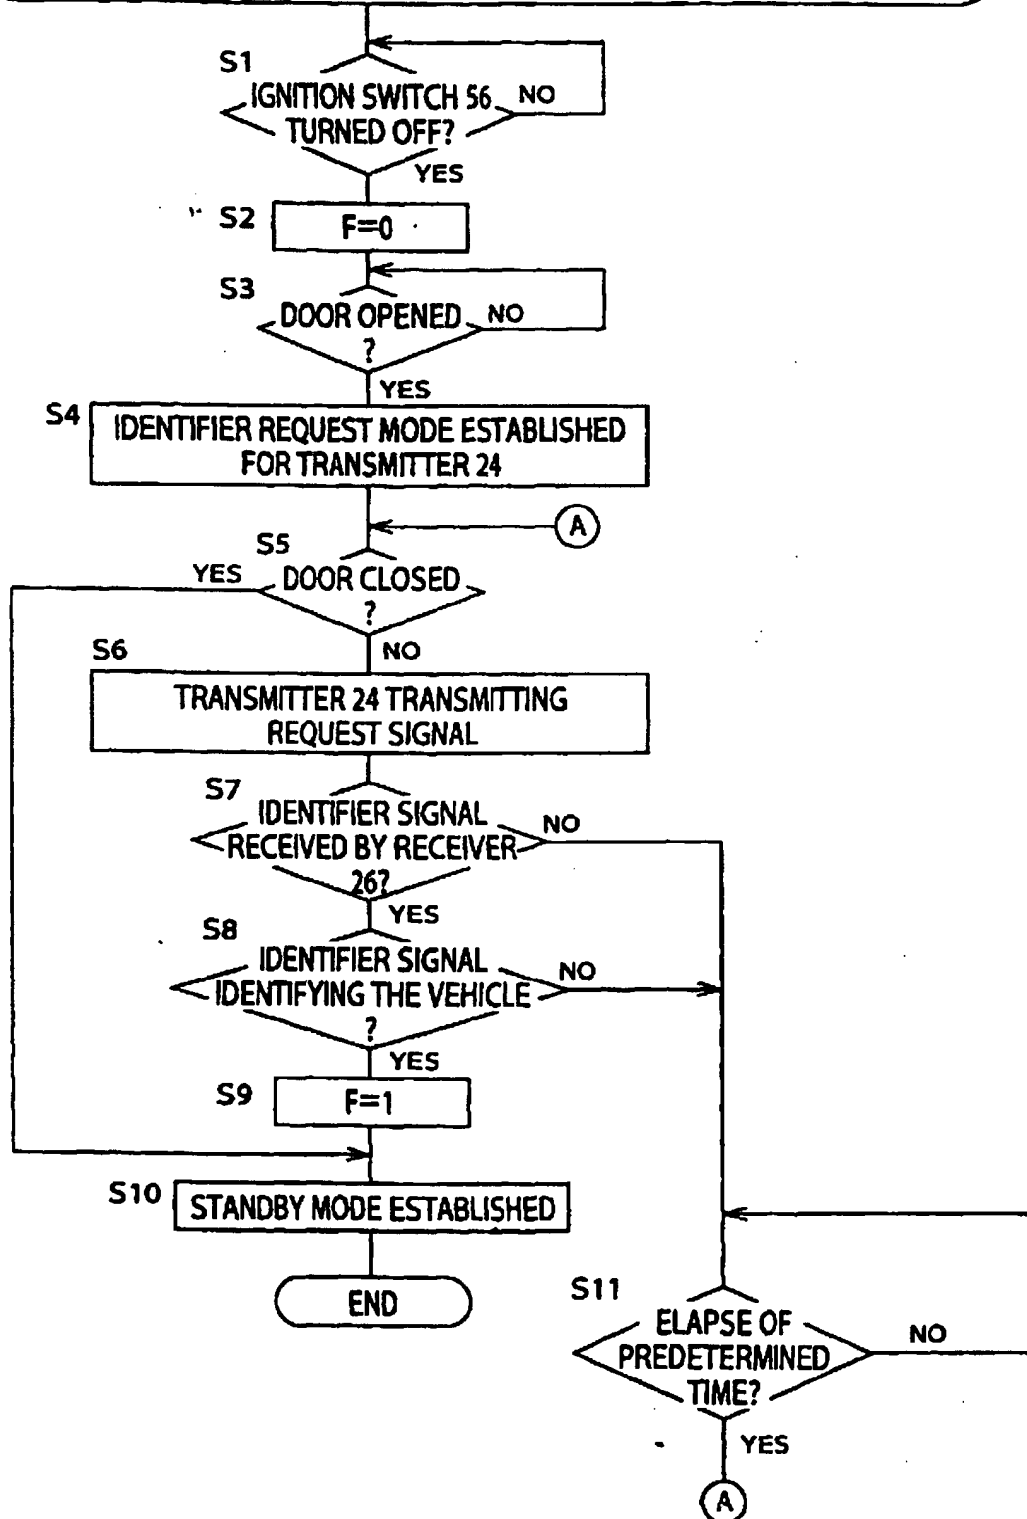 S1
IGNITION SWITCH 56
TURNED OFF?
NO
YES
S2
F=0
S3
DOOR OPENED
?
NO
YES
S4
IDENTIFIER REQUEST MODE ESTABLISHED
FOR TRANSMITTER 24
A
S5
YES
DOOR CLOSED
?
NO
S6
TRANSMITTER 24 TRANSMITTING
REQUEST SIGNAL
S7
IDENTIFIER SIGNAL
RECEIVED BY RECEIVER
26?
NO
YES
S8
IDENTIFIER SIGNAL
IDENTIFYING THE VEHICLE
?
NO
YES
S9
F=1
S10
STANDBY MODE ESTABLISHED
END
S11
ELAPSE OF
PREDETERMINED
TIME?
NO
YES
A